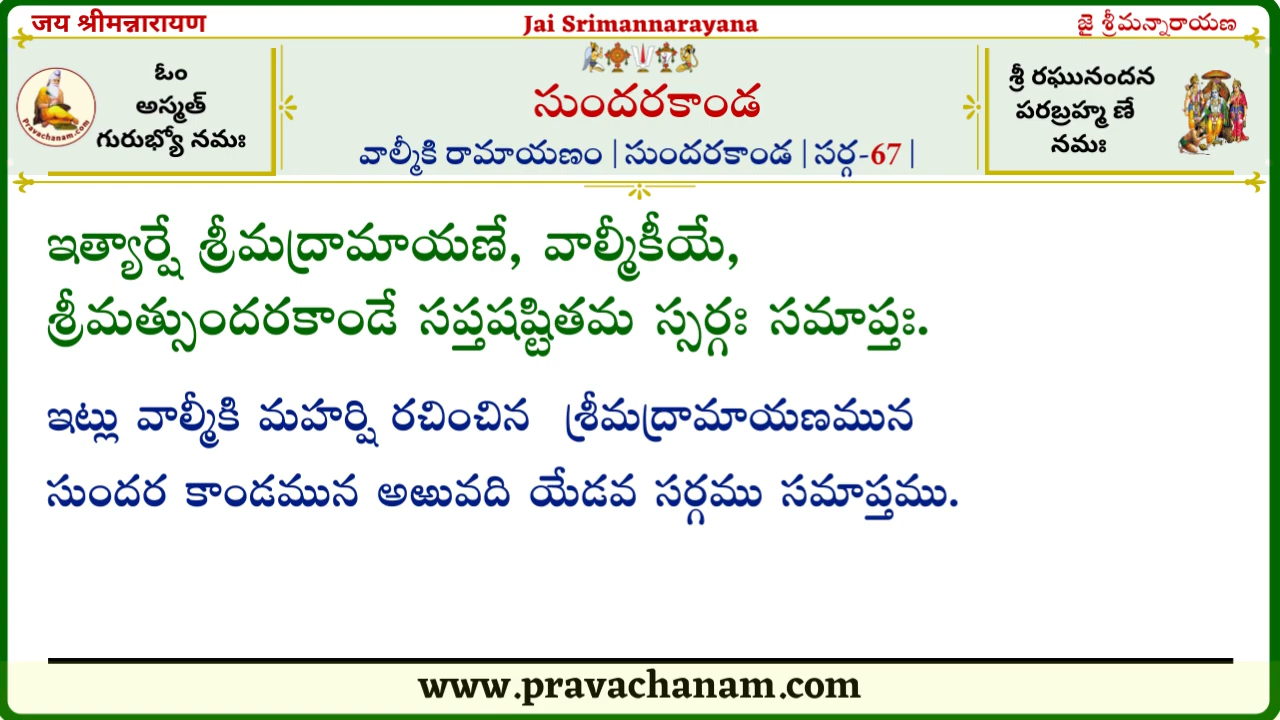 जय श्रीमन्नारायण
Jai Srimannarayana
జై శ్రీమన్నారాయణ
ఓం
అస్మత్
గురుభ్యో నమః
Pravachanam.com
సుందరకాండ
వాల్మీకి రామాయణం | సుందరకాండ | సర్గ-67 |
శ్రీ రఘునందన
పరబ్రహ్మ ణే
నమః
ఇత్యార్షే శ్రీమద్రామాయణే, వాల్మీకీయే,
శ్రీమత్సుందరకాండే సప్తషష్టితమ స్సర్గః సమాప్తః.
ఇట్లు వాల్మీకి మహర్షి రచించిన శ్రీమద్రామాయణమున
సుందర కాండమున అఱువది యేడవ సర్గము సమాప్తము.
www.pravachanam.com